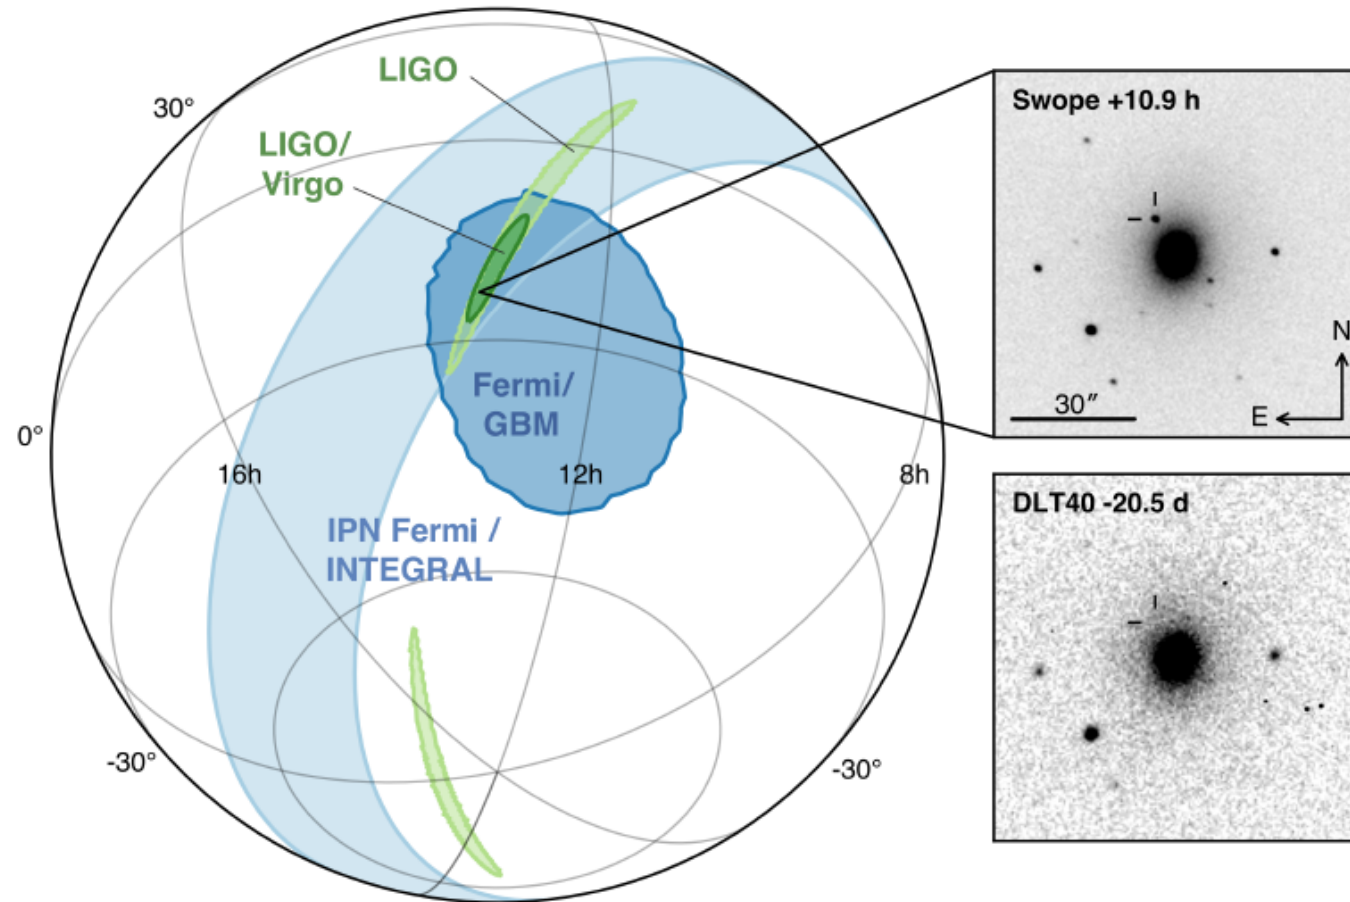 LIGO
30°
LIGO/
Virgo
Fermi/
GBM
0°
16h
12h
8h
IPN Fermi /
INTEGRAL
-30°
-30°
Swope +10.9 h
30″
N
E
DLT40 -20.5 d